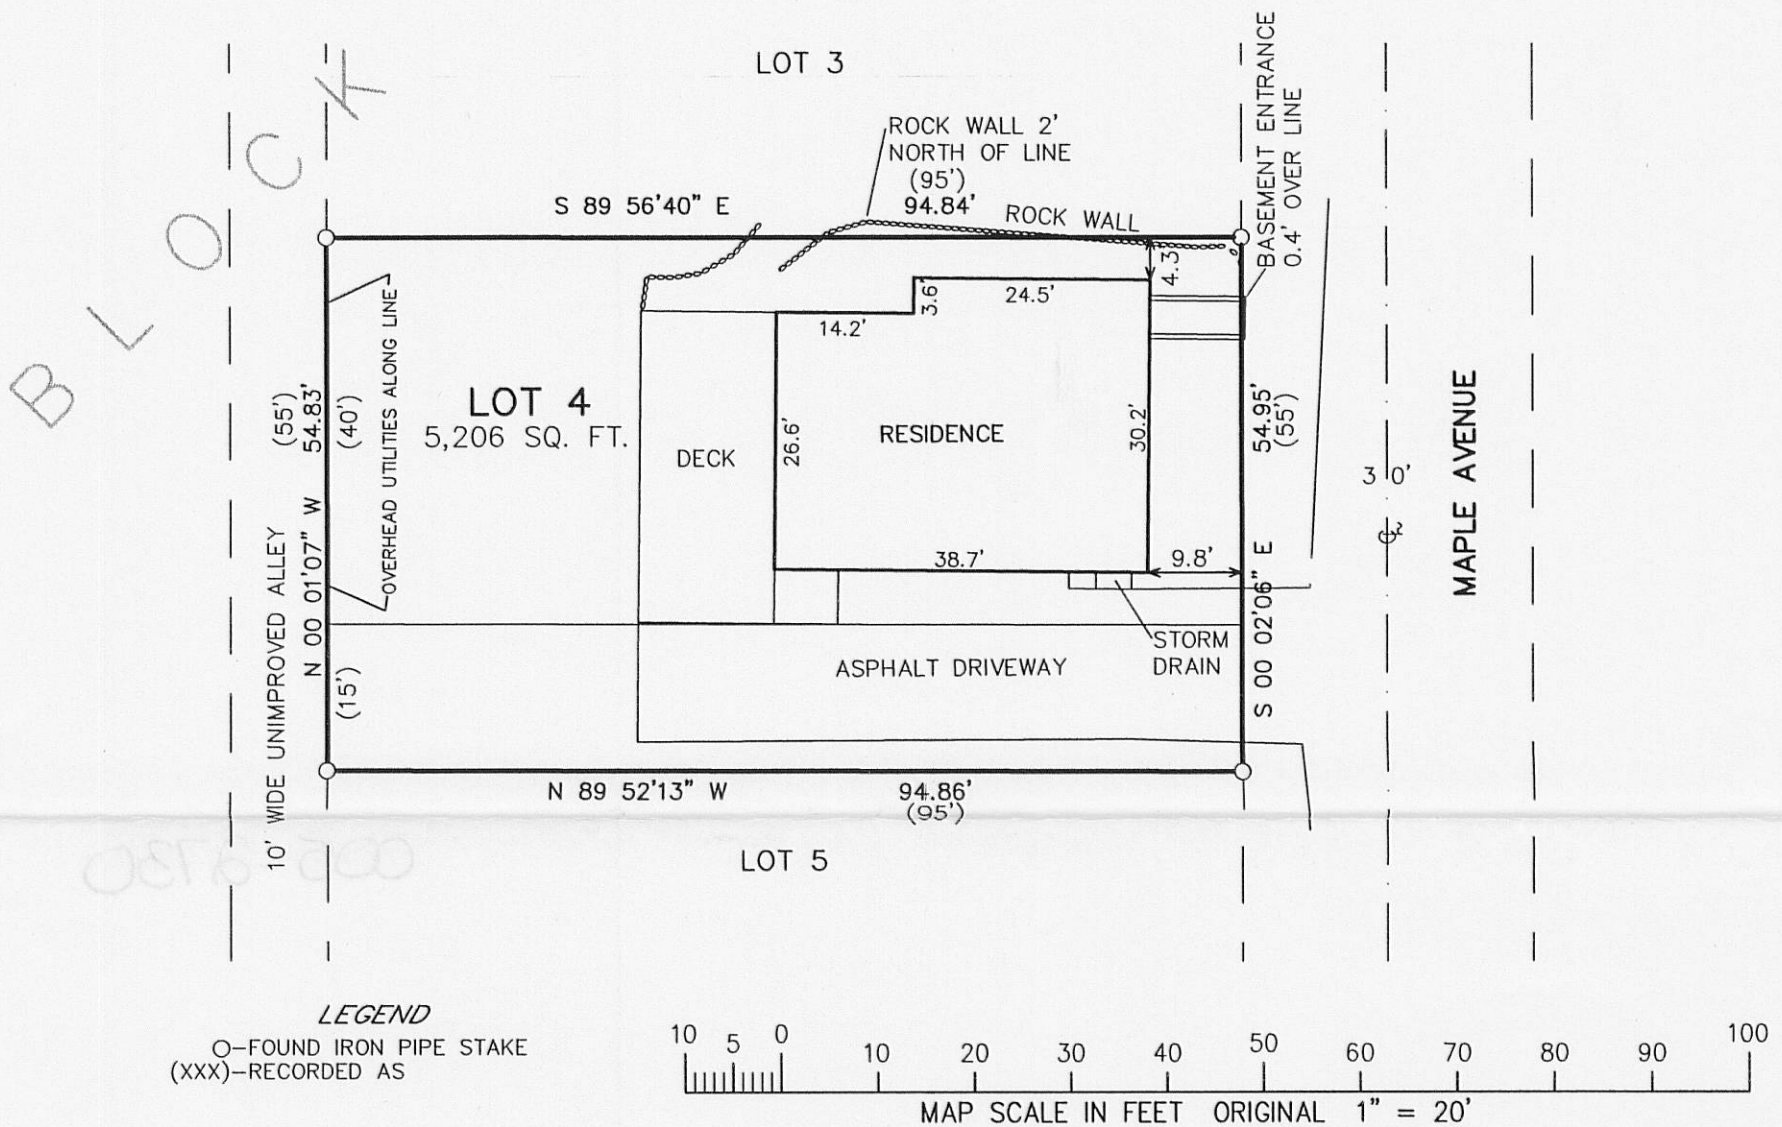 BLOCK
LOT 3
ROCK WALL 2'
NORTH OF LINE
(95')
S 89 56'40" E
94.84'
ROCK WALL
BASEMENT ENTRANCE
0.4' OVER LINE
4.3'
24.5'
3.6'
14.2'
(55')
54.83'
(40')
N 00 01'07" W
OVERHEAD UTILITIES ALONG LINE
LOT 4
5,206 SQ. FT.
DECK
26.6'
RESIDENCE
30.2'
54.95'
(55')
30'
℄
MAPLE AVENUE
38.7'
9.8'
S 00 02'06" E
10' WIDE UNIMPROVED ALLEY
(15')
ASPHALT DRIVEWAY
STORM
DRAIN
N 89 52'13" W
94.86'
(95')
LOT 5
LEGEND
O-FOUND IRON PIPE STAKE
(XXX)-RECORDED AS
10 5 0 10 20 30 40 50 60 70 80 90 100
MAP SCALE IN FEET ORIGINAL 1" = 20'